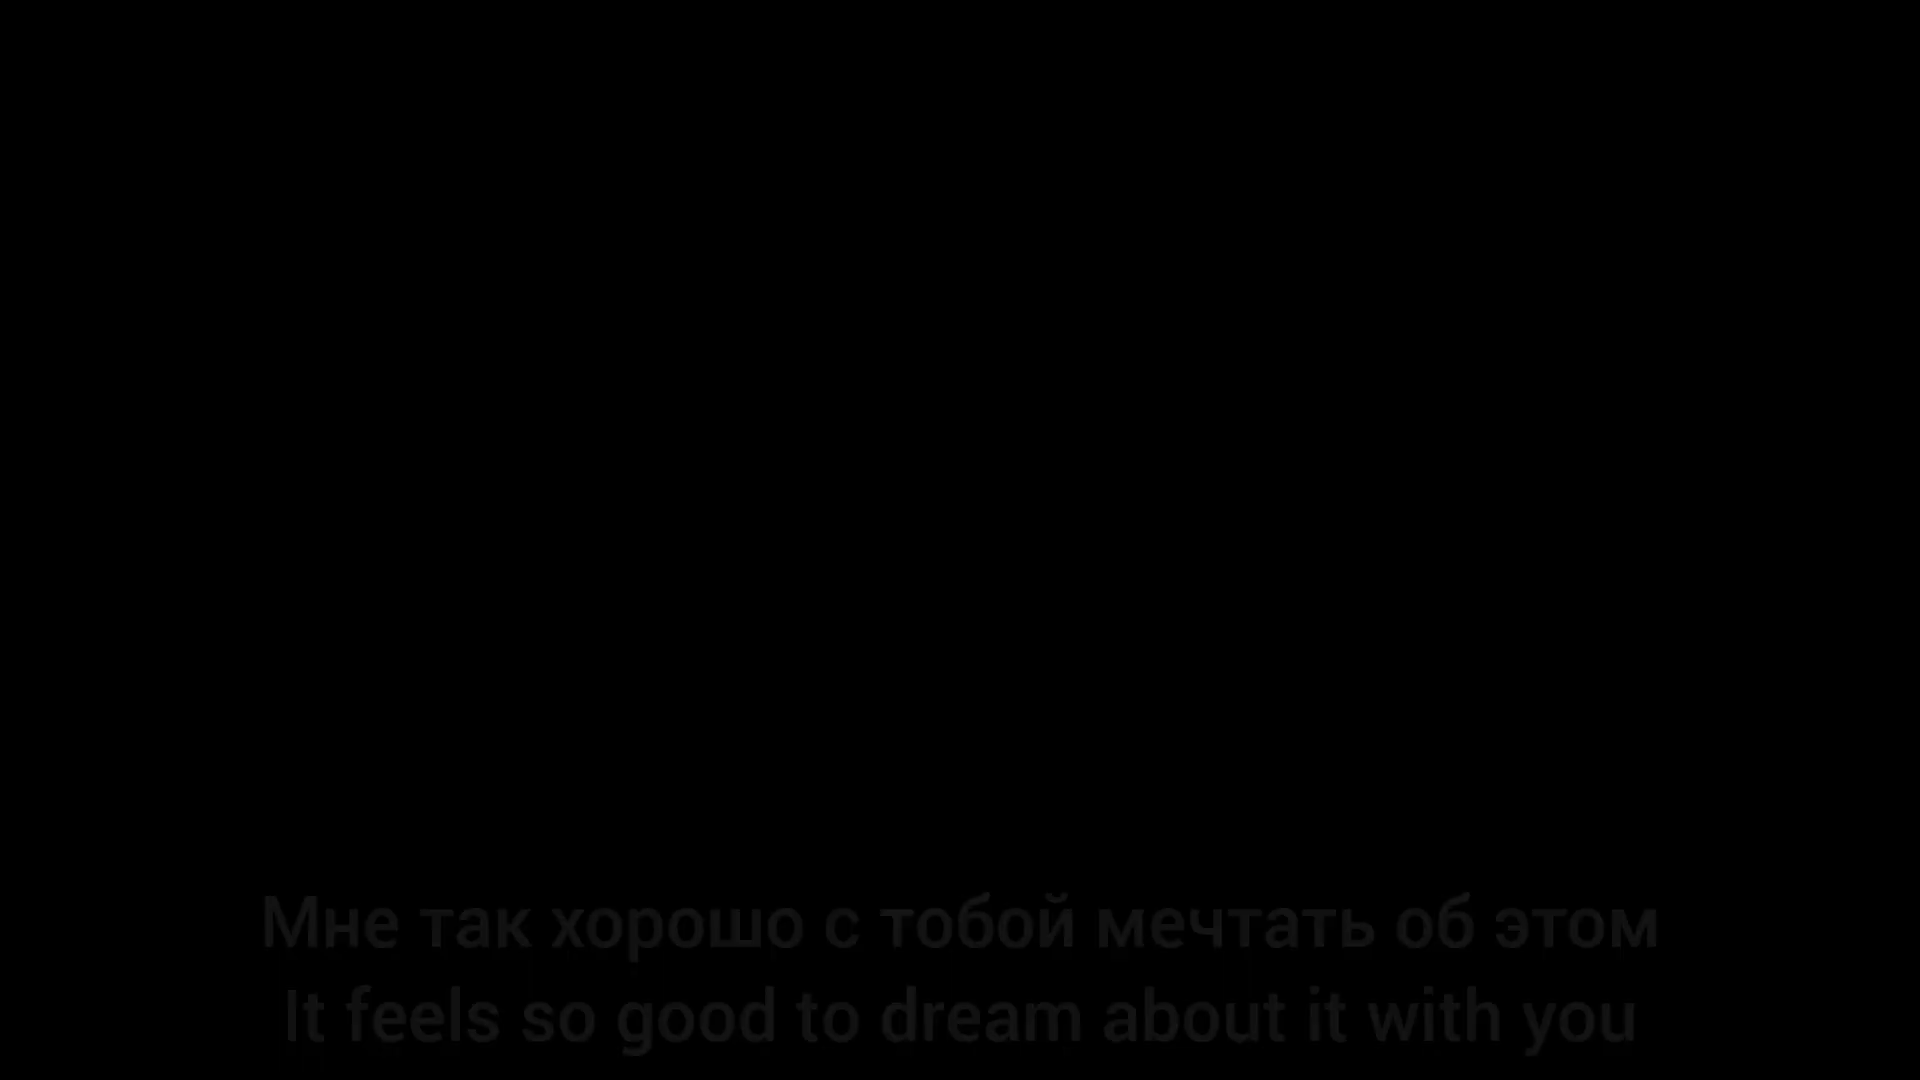 Мне так хорошо с тобой мечтать об этом
It feels so good to dream about it with you